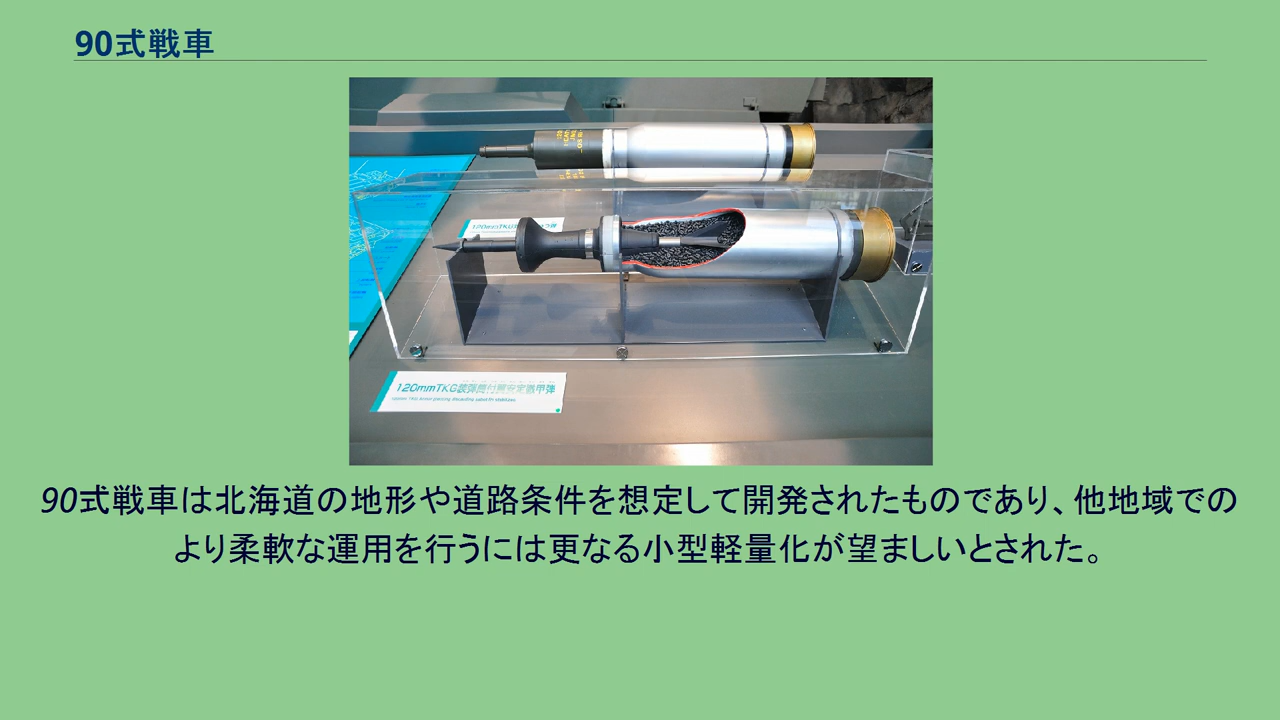 90式戦車
120mmTKG装弾筒付翼安定徹甲弾
90式戦車は北海道の地形や道路条件を想定して開発されたものであり、他地域での
より柔軟な運用を行うには更なる小型軽量化が望ましいとされた。